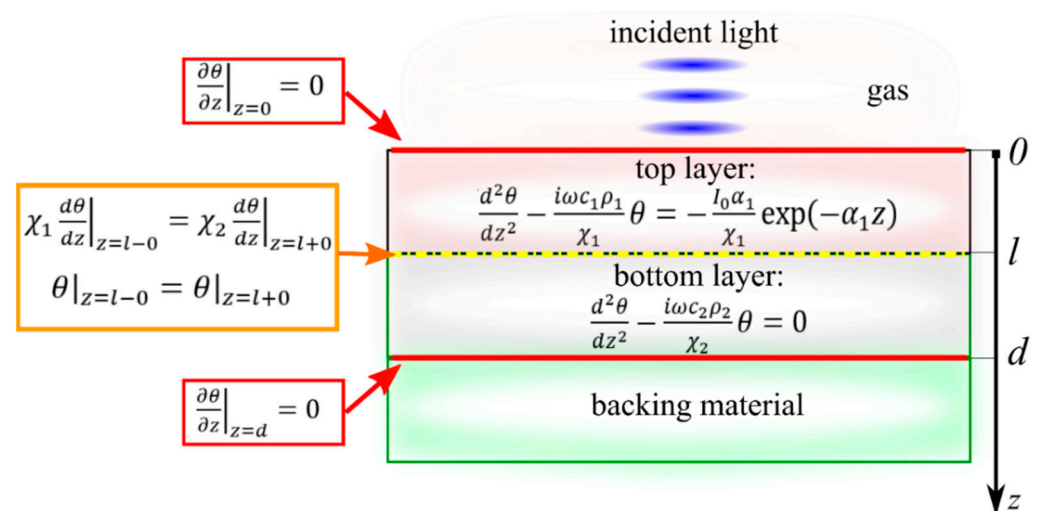 incident light
gas
∂θ/∂z|z=0 = 0
0
top layer:
d²θ/dz² − iωc₁ρ₁/χ₁ θ = − I₀α₁/χ₁ exp(−α₁z)
χ₁ dθ/dz|z=l−0 = χ₂ dθ/dz|z=l+0
θ|z=l−0 = θ|z=l+0
l
bottom layer:
d²θ/dz² − iωc₂ρ₂/χ₂ θ = 0
d
∂θ/∂z|z=d = 0
backing material
z